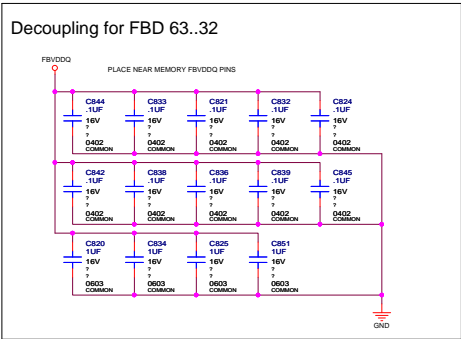 Decoupling for FBD 63..32
FBVDDQ
PLACE NEAR MEMORY FBVDDQ PINS
C844
.1UF
16V
?
?
0402
COMMON
C833
.1UF
16V
?
?
0402
COMMON
C821
.1UF
16V
?
?
0402
COMMON
C832
.1UF
16V
?
?
0402
COMMON
C824
.1UF
16V
?
?
0402
COMMON
C842
.1UF
16V
?
?
0402
COMMON
C838
.1UF
16V
?
?
0402
COMMON
C836
.1UF
16V
?
?
0402
COMMON
C839
.1UF
16V
?
?
0402
COMMON
C845
.1UF
16V
?
?
0402
COMMON
C820
1UF
16V
?
?
0603
COMMON
C834
1UF
16V
?
?
0603
COMMON
C825
1UF
16V
?
?
0603
COMMON
C851
1UF
16V
?
?
0603
COMMON
GND